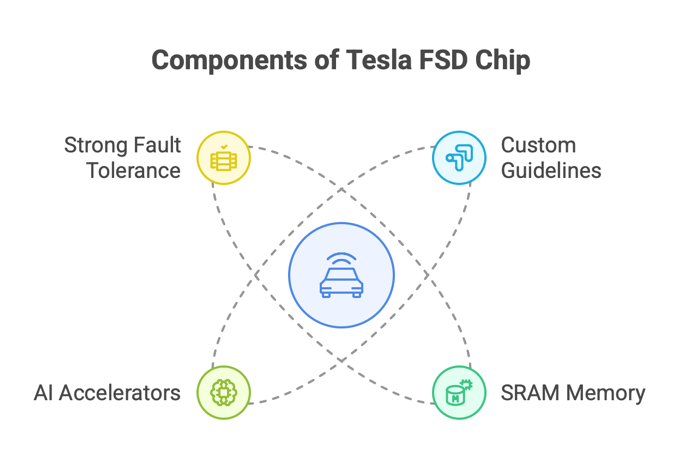 Components of Tesla FSD Chip
Strong Fault
Tolerance
Custom
Guidelines
AI Accelerators
SRAM Memory